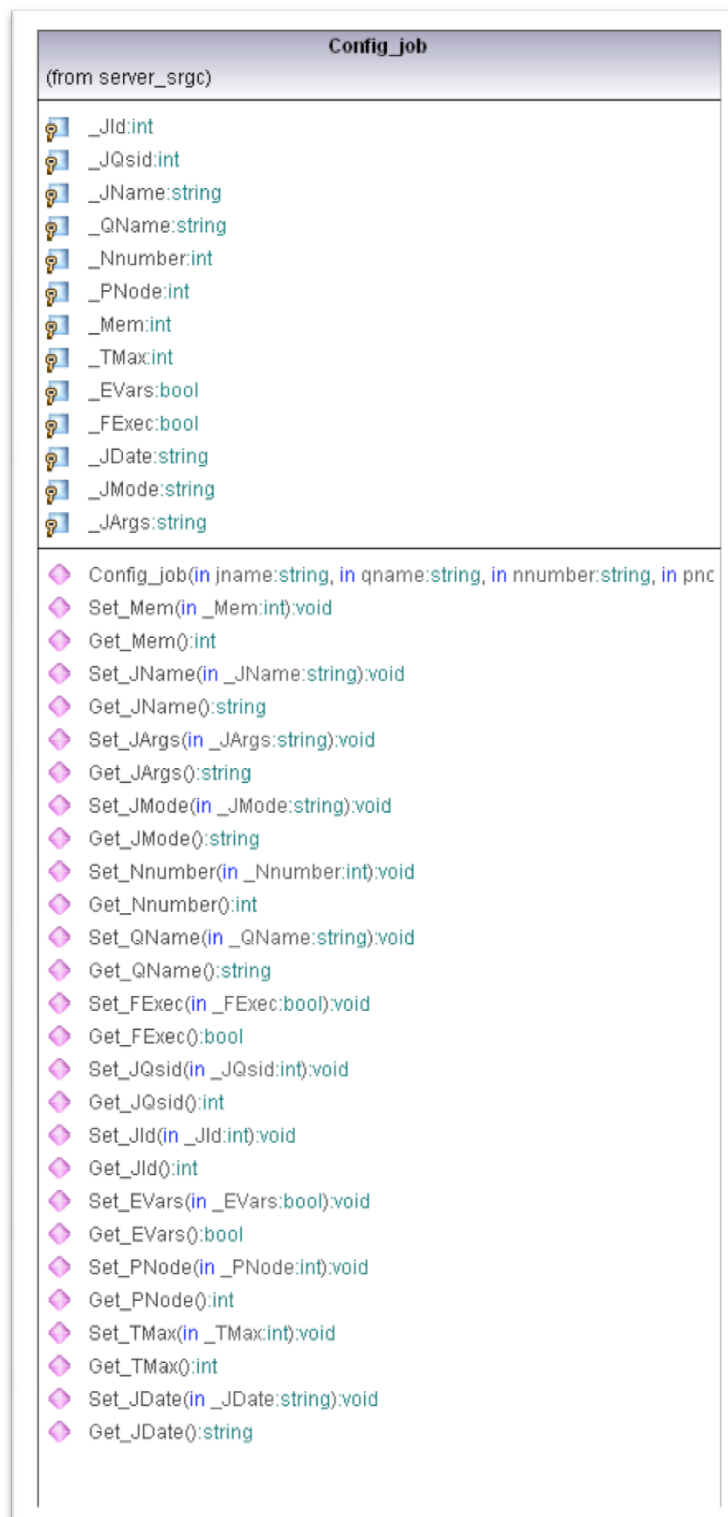 Config_job
(from server_srgc)
_JId:int
_JQsid:int
_JName:string
_QName:string
_Nnumber:int
_PNode:int
_Mem:int
_TMax:int
_EVars:bool
_FExec:bool
_JDate:string
_JMode:string
_JArgs:string
Config_job(in jname:string, in qname:string, in nnumber:string, in pnc
Set_Mem(in _Mem:int):void
Get_Mem():int
Set_JName(in _JName:string):void
Get_JName():string
Set_JArgs(in _JArgs:string):void
Get_JArgs():string
Set_JMode(in _JMode:string):void
Get_JMode():string
Set_Nnumber(in _Nnumber:int):void
Get_Nnumber():int
Set_QName(in _QName:string):void
Get_QName():string
Set_FExec(in _FExec:bool):void
Get_FExec():bool
Set_JQsid(in _JQsid:int):void
Get_JQsid():int
Set_JId(in _JId:int):void
Get_JId():int
Set_EVars(in _EVars:bool):void
Get_EVars():bool
Set_PNode(in _PNode:int):void
Get_PNode():int
Set_TMax(in _TMax:int):void
Get_TMax():int
Set_JDate(in _JDate:string):void
Get_JDate():string